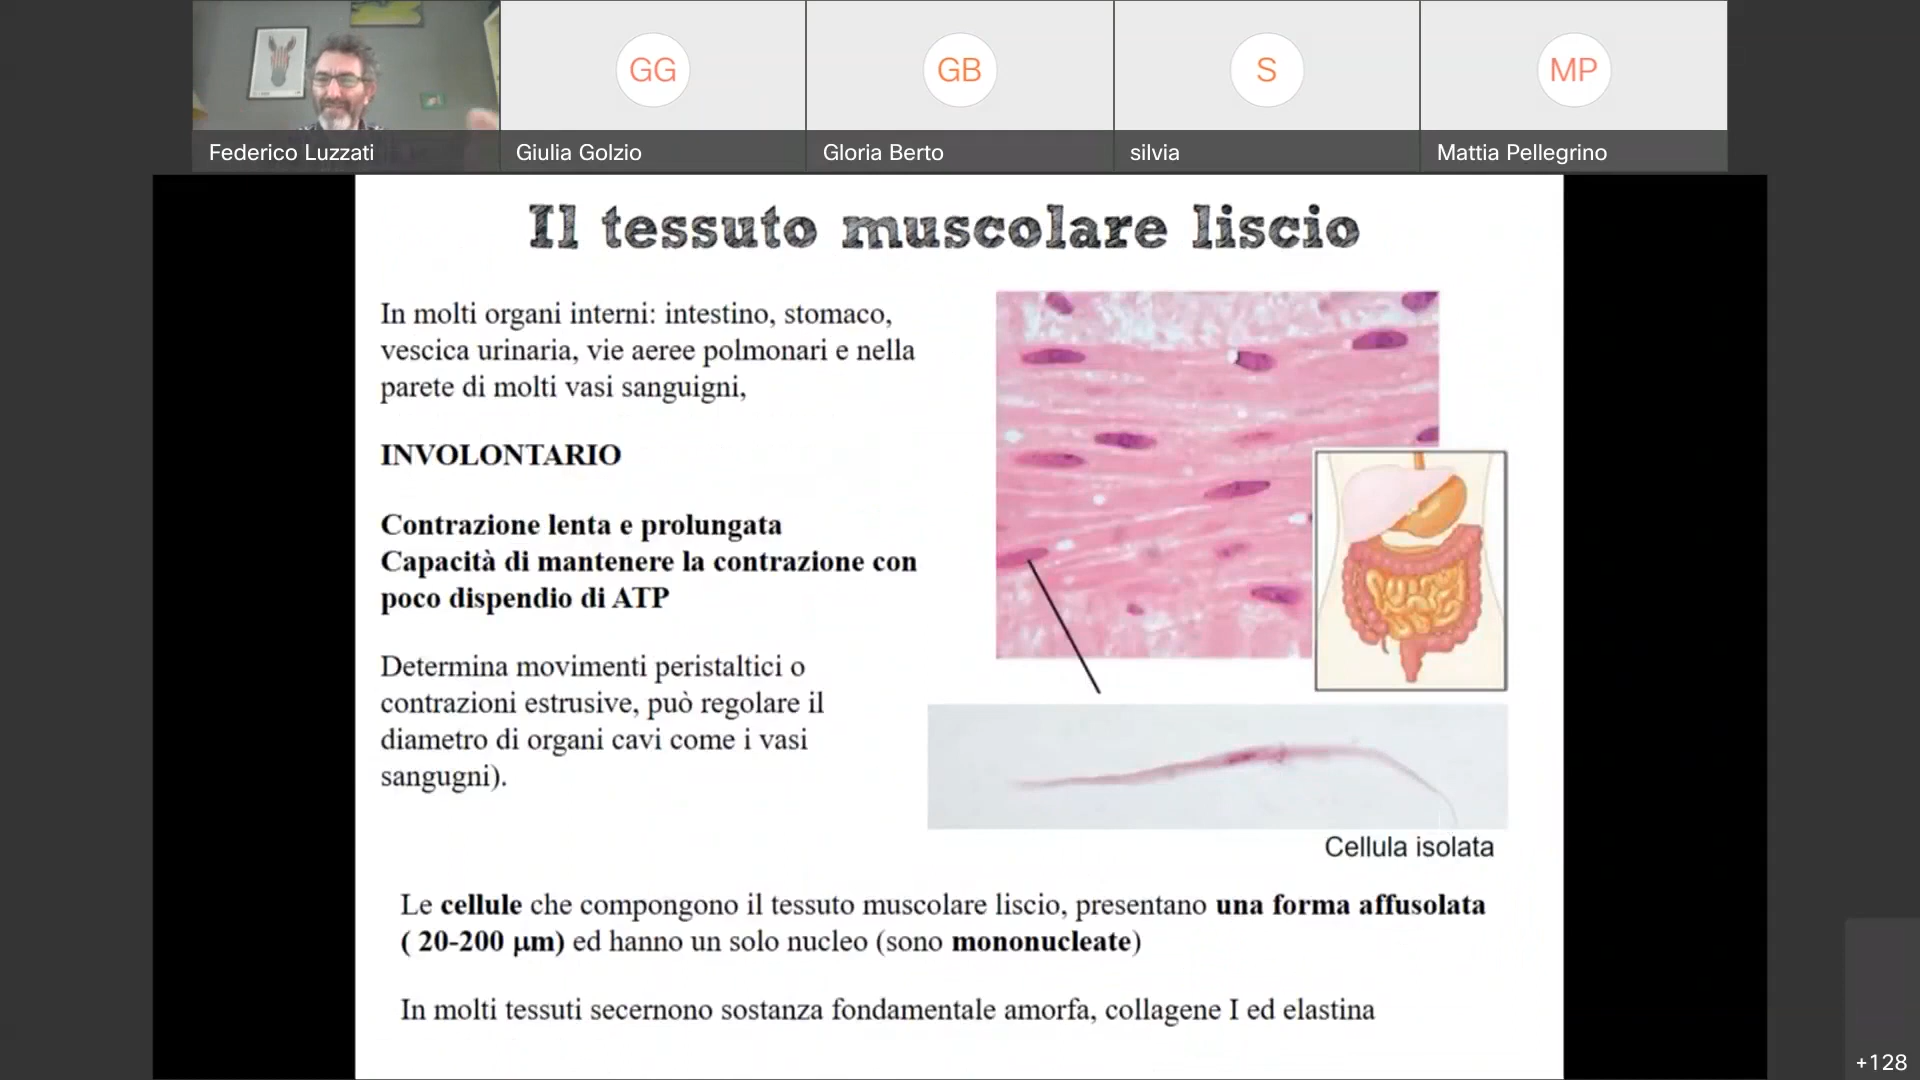 GG
GB
S
MP
Federico Luzzati
Giulia Golzio
Gloria Berto
silvia
Mattia Pellegrino
Il tessuto muscolare liscio
In molti organi interni: intestino, stomaco,
vescica urinaria, vie aeree polmonari e nella
parete di molti vasi sanguigni,
INVOLONTARIO
Contrazione lenta e prolungata
Capacità di mantenere la contrazione con
poco dispendio di ATP
Determina movimenti peristaltici o
contrazioni estrusive, può regolare il
diametro di organi cavi come i vasi
sangugni).
Cellula isolata
Le cellule che compongono il tessuto muscolare liscio, presentano una forma affusolata
( 20-200 µm) ed hanno un solo nucleo (sono mononucleate)
In molti tessuti secernono sostanza fondamentale amorfa, collagene I ed elastina
+128